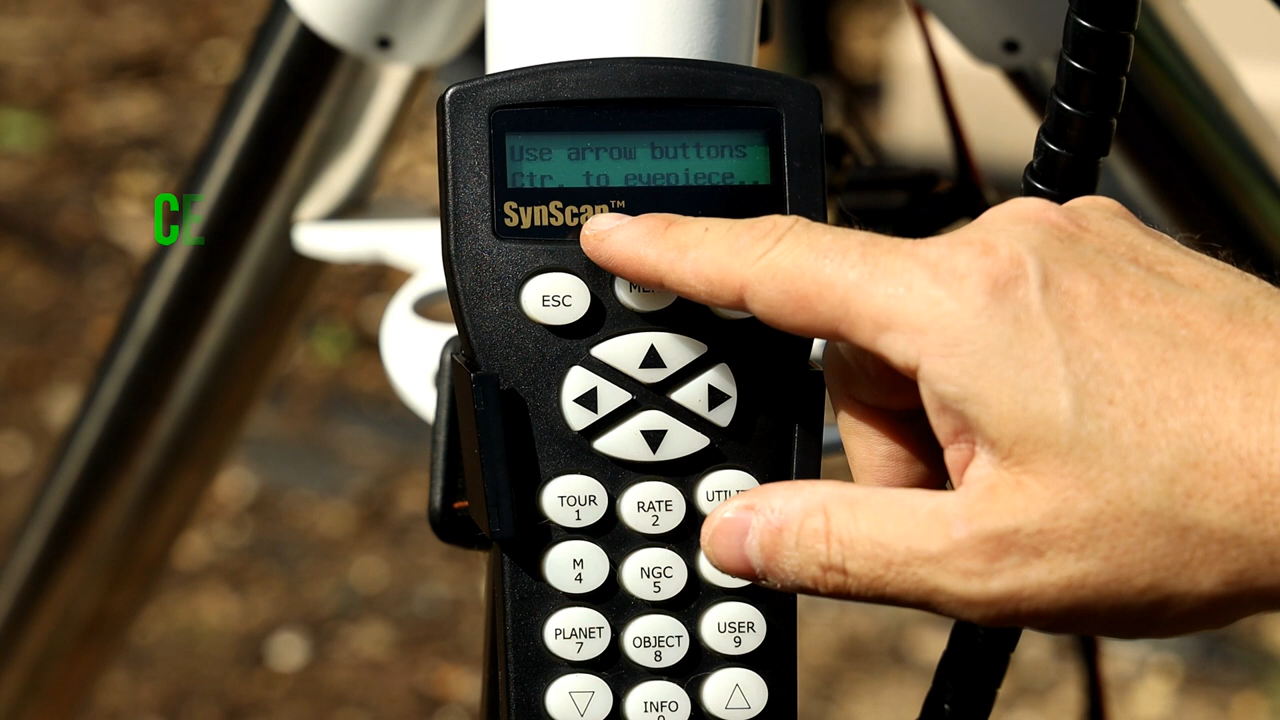 Use arrow buttons
Ctr. to eyepiece..
SynScan™
CE
ESC
TOUR
1
RATE
2
M
4
NGC
5
PLANET
7
OBJECT
8
USER
9
INFO